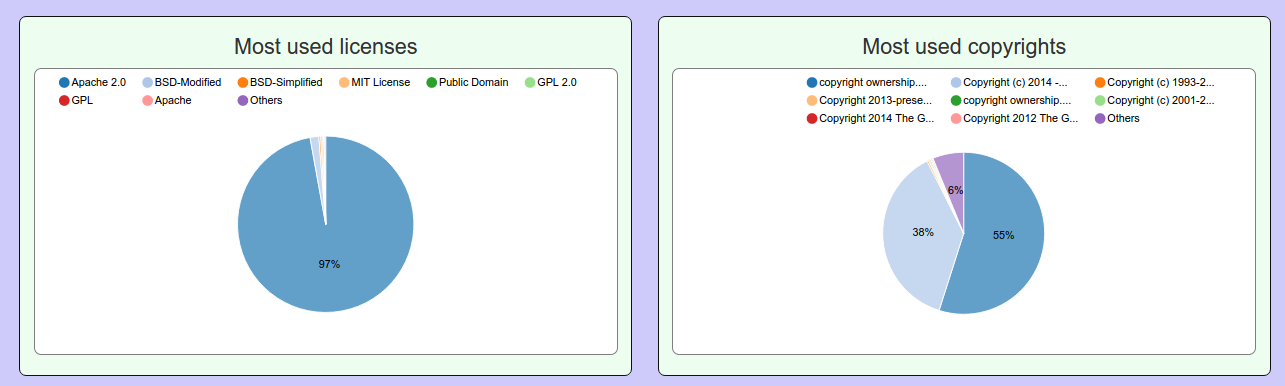 Most used licenses
Apache 2.0 BSD-Modified BSD-Simplified MIT License Public Domain GPL 2.0
GPL Apache Others
97%
Most used copyrights
copyright ownership.... Copyright (c) 2014 -... Copyright (c) 1993-2...
Copyright 2013-prese... copyright ownership.... Copyright (c) 2001-2...
Copyright 2014 The G... Copyright 2012 The G... Others
6%
38% 55%